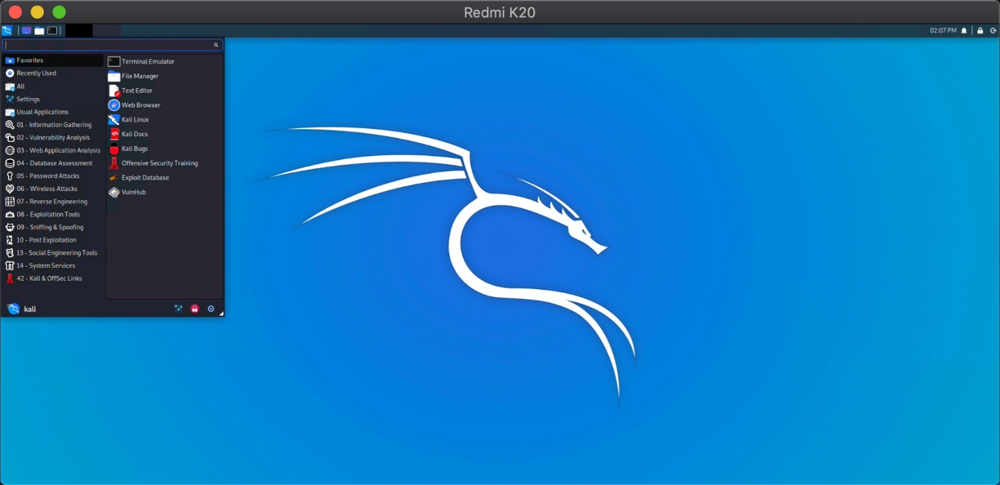 Redmi K20
02:07 PM
Favorites
Recently Used
All
Settings
Usual Applications
01 - Information Gathering
02 - Vulnerability Analysis
03 - Web Application Analysis
04 - Database Assessment
05 - Password Attacks
06 - Wireless Attacks
07 - Reverse Engineering
08 - Exploitation Tools
09 - Sniffing & Spoofing
10 - Post Exploitation
13 - Social Engineering Tools
14 - System Services
42 - Kali & OffSec Links
Terminal Emulator
File Manager
Text Editor
Web Browser
Kali Linux
Kali Docs
Kali Bugs
Offensive Security Training
Exploit Database
VulnHub
kali